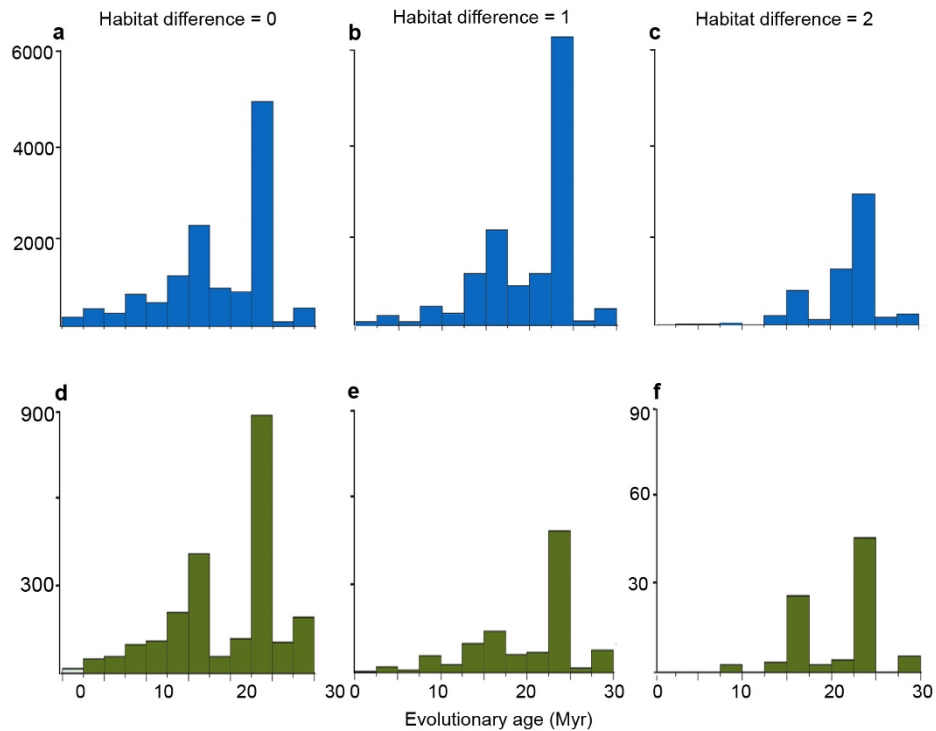 Habitat difference = 0
Habitat difference = 1
Habitat difference = 2
a
b
c
6000
4000
2000
d
e
f
900
300
90
60
30
0
10
20
30
0
10
20
30
0
10
20
30
Evolutionary age (Myr)